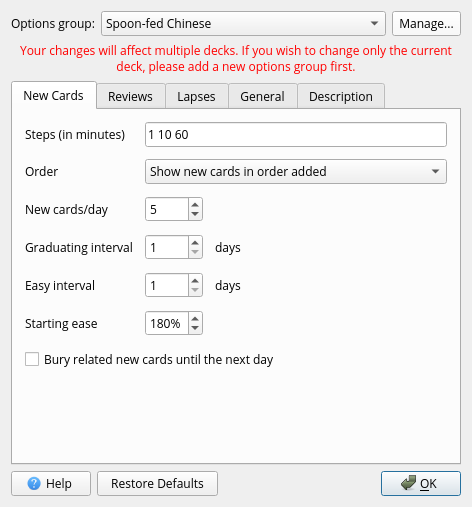 Options group: Spoon-fed Chinese Manage...
Your changes will affect multiple decks. If you wish to change only the current
deck, please add a new options group first.
New Cards Reviews Lapses General Description
Steps (in minutes) 1 10 60
Order Show new cards in order added
New cards/day 5
Graduating interval 1 days
Easy interval 1 days
Starting ease 180%
Bury related new cards until the next day
? Help Restore Defaults OK